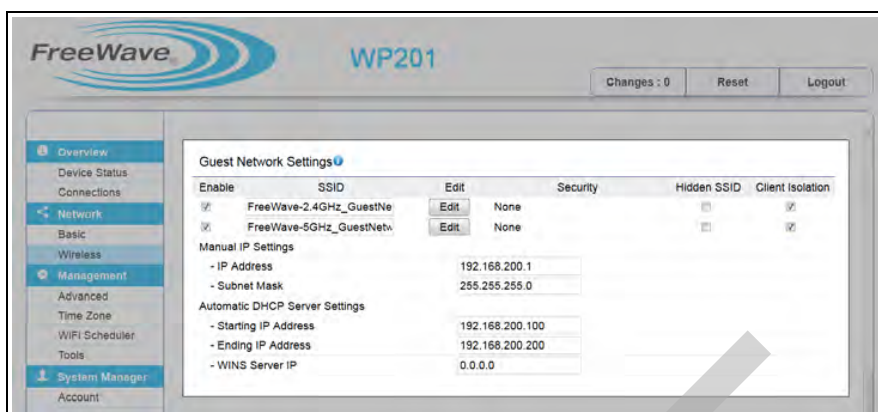 FreeWave
WP201
Changes : 0
Reset
Logout
Overview
Device Status
Connections
Network
Basic
Wireless
Management
Advanced
Time Zone
WiFi Scheduler
Tools
System Manager
Account
Guest Network Settings
Enable SSID Edit Security Hidden SSID Client Isolation
FreeWave-2.4GHz_GuestNe Edit None
FreeWave-5GHz_GuestNetw Edit None
Manual IP Settings
- IP Address 192.168.200.1
- Subnet Mask 255.255.255.0
Automatic DHCP Server Settings
- Starting IP Address 192.168.200.100
- Ending IP Address 192.168.200.200
- WINS Server IP 0.0.0.0